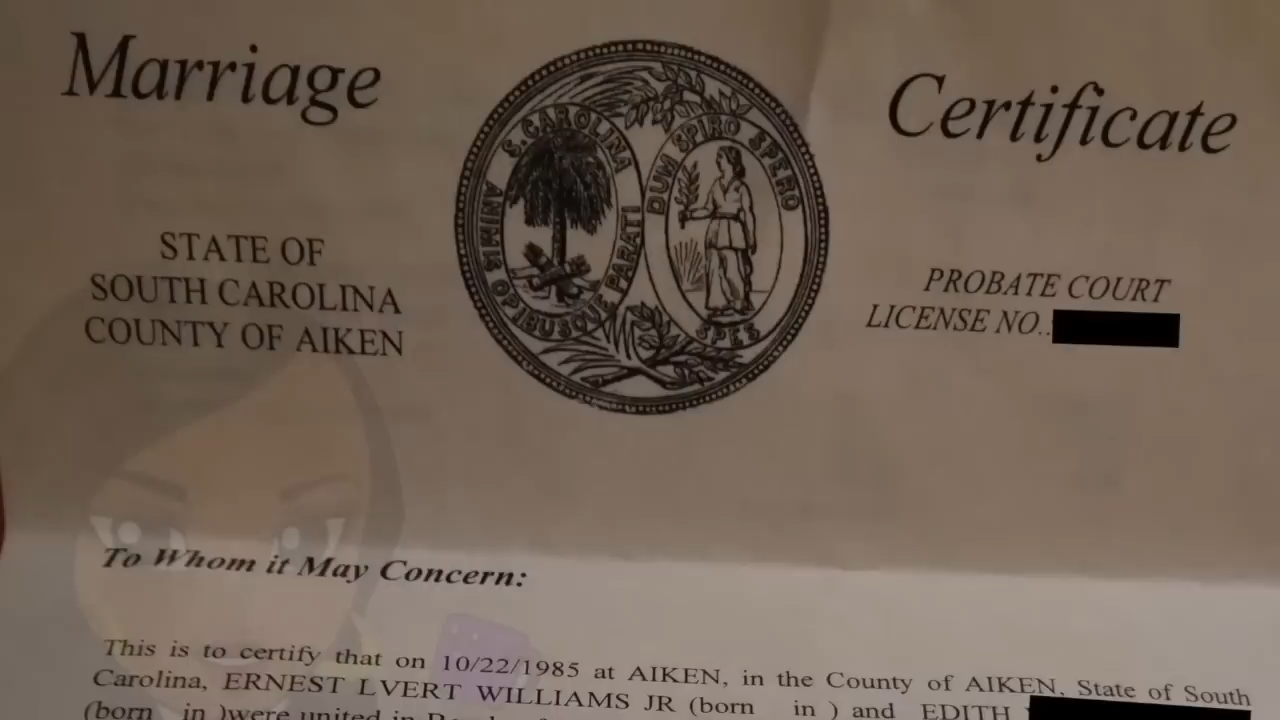 Marriage
Certificate
S. CAROLINA
ANIMIS OPIBUSQUE PARATI
DUM SPIRO SPERO
SPES
STATE OF
SOUTH CAROLINA
COUNTY OF AIKEN
PROBATE COURT
LICENSE NO..
To Whom it May Concern:
This is to certify that on 10/22/1985 at AIKEN, in the County of AIKEN, State of South
Carolina, ERNEST LVERT WILLIAMS JR (born in ) and EDITH
(born in )were united in